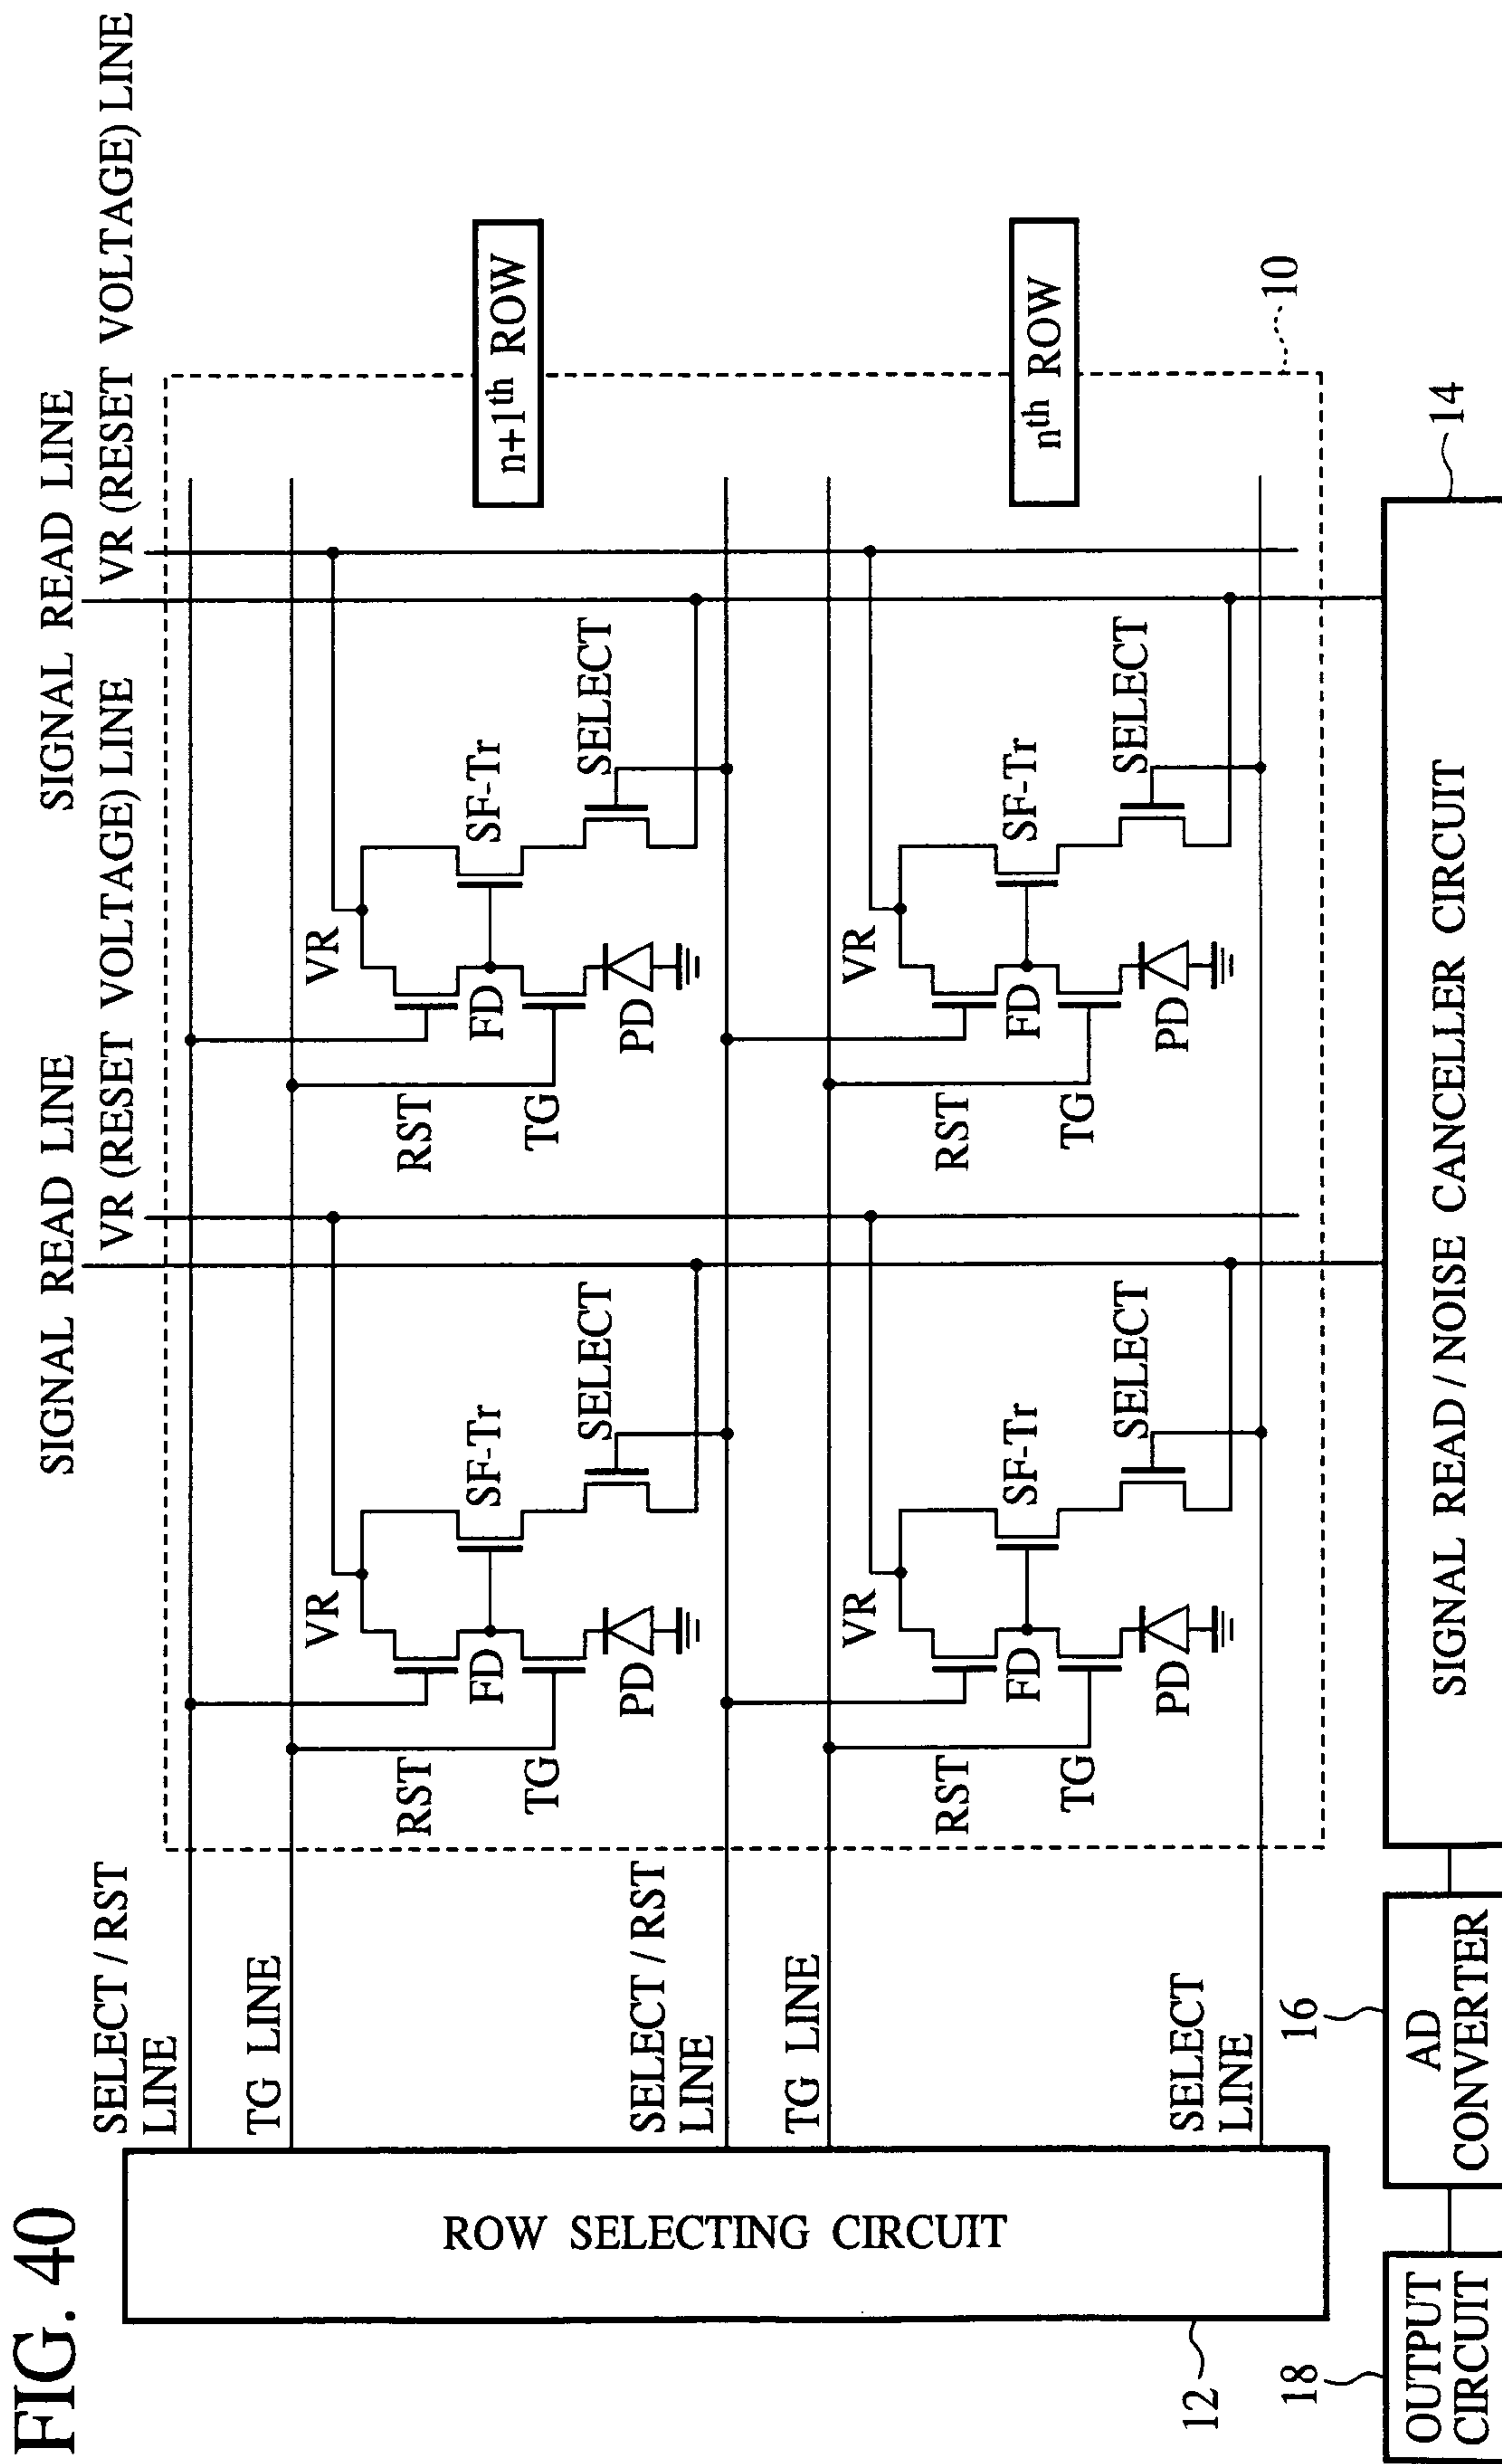 FIG. 40
SIGNAL READ LINE
SIGNAL READ LINE
VR (RESET VOLTAGE) LINE
VR (RESET VOLTAGE) LINE
SELECT / RST
LINE
TG LINE
VR
VR
n+1th ROW
RST
FD
SF-Tr
RST
FD
SF-Tr
TG
PD
SELECT
TG
PD
SELECT
SELECT / RST
LINE
TG LINE
VR
VR
nth ROW
RST
FD
SF-Tr
RST
FD
SF-Tr
TG
PD
SELECT
TG
PD
SELECT
SELECT
LINE
ROW SELECTING CIRCUIT
12
10
18
16
14
OUTPUT
CIRCUIT
AD
CONVERTER
SIGNAL READ / NOISE CANCELLER CIRCUIT